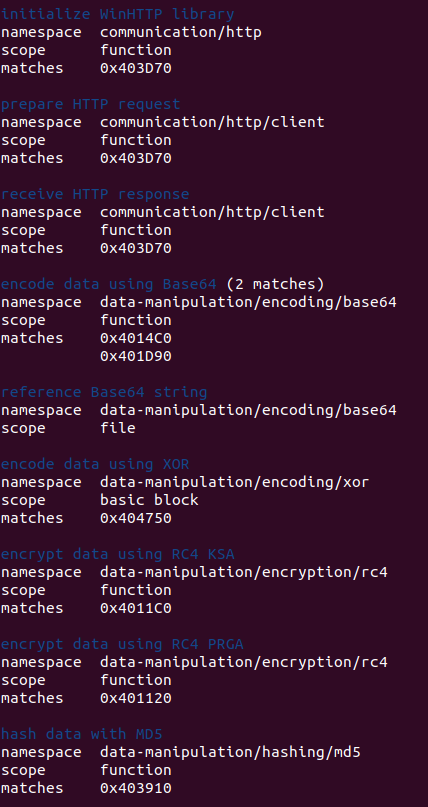 initialize WinHTTP library
namespace communication/http
scope function
matches 0x403D70
prepare HTTP request
namespace communication/http/client
scope function
matches 0x403D70
receive HTTP response
namespace communication/http/client
scope function
matches 0x403D70
encode data using Base64 (2 matches)
namespace data-manipulation/encoding/base64
scope function
matches 0x4014C0
0x401D90
reference Base64 string
namespace data-manipulation/encoding/base64
scope file
encode data using XOR
namespace data-manipulation/encoding/xor
scope basic block
matches 0x404750
encrypt data using RC4 KSA
namespace data-manipulation/encryption/rc4
scope function
matches 0x4011C0
encrypt data using RC4 PRGA
namespace data-manipulation/encryption/rc4
scope function
matches 0x401120
hash data with MD5
namespace data-manipulation/hashing/md5
scope function
matches 0x403910